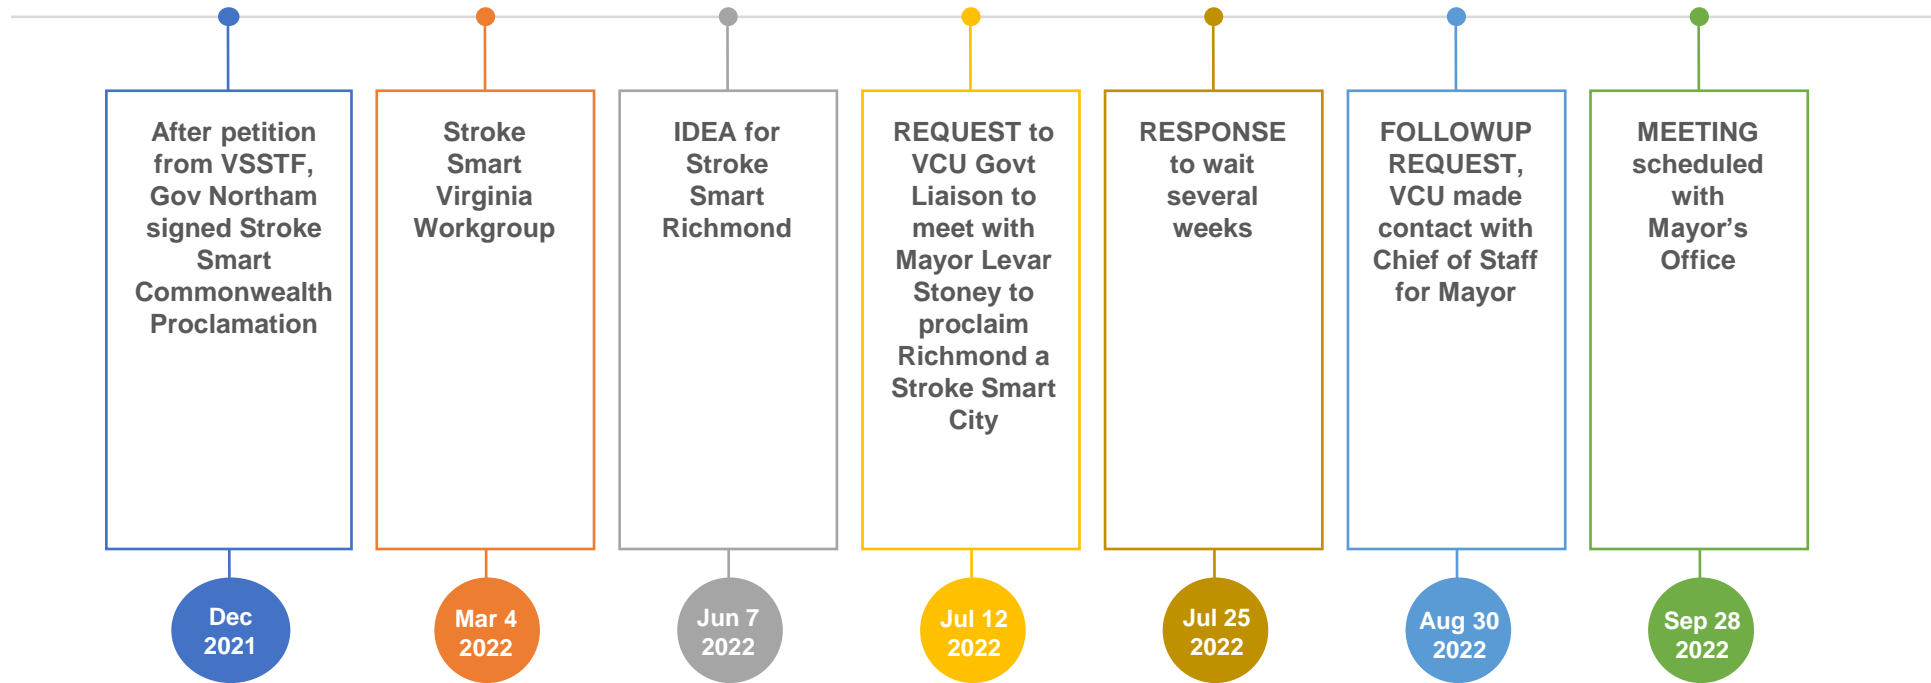 After petition
from VSSTF,
Gov Northam
signed Stroke
Smart
Commonwealth
Proclamation
Dec
2021
Stroke
Smart
Virginia
Workgroup
Mar 4
2022
IDEA for
Stroke
Smart
Richmond
Jun 7
2022
REQUEST to
VCU Govt
Liaison to
meet with
Mayor Levar
Stoney to
proclaim
Richmond a
Stroke Smart
City
Jul 12
2022
RESPONSE
to wait
several
weeks
Jul 25
2022
FOLLOWUP
REQUEST,
VCU made
contact with
Chief of Staff
for Mayor
Aug 30
2022
MEETING
scheduled
with
Mayor’s
Office
Sep 28
2022